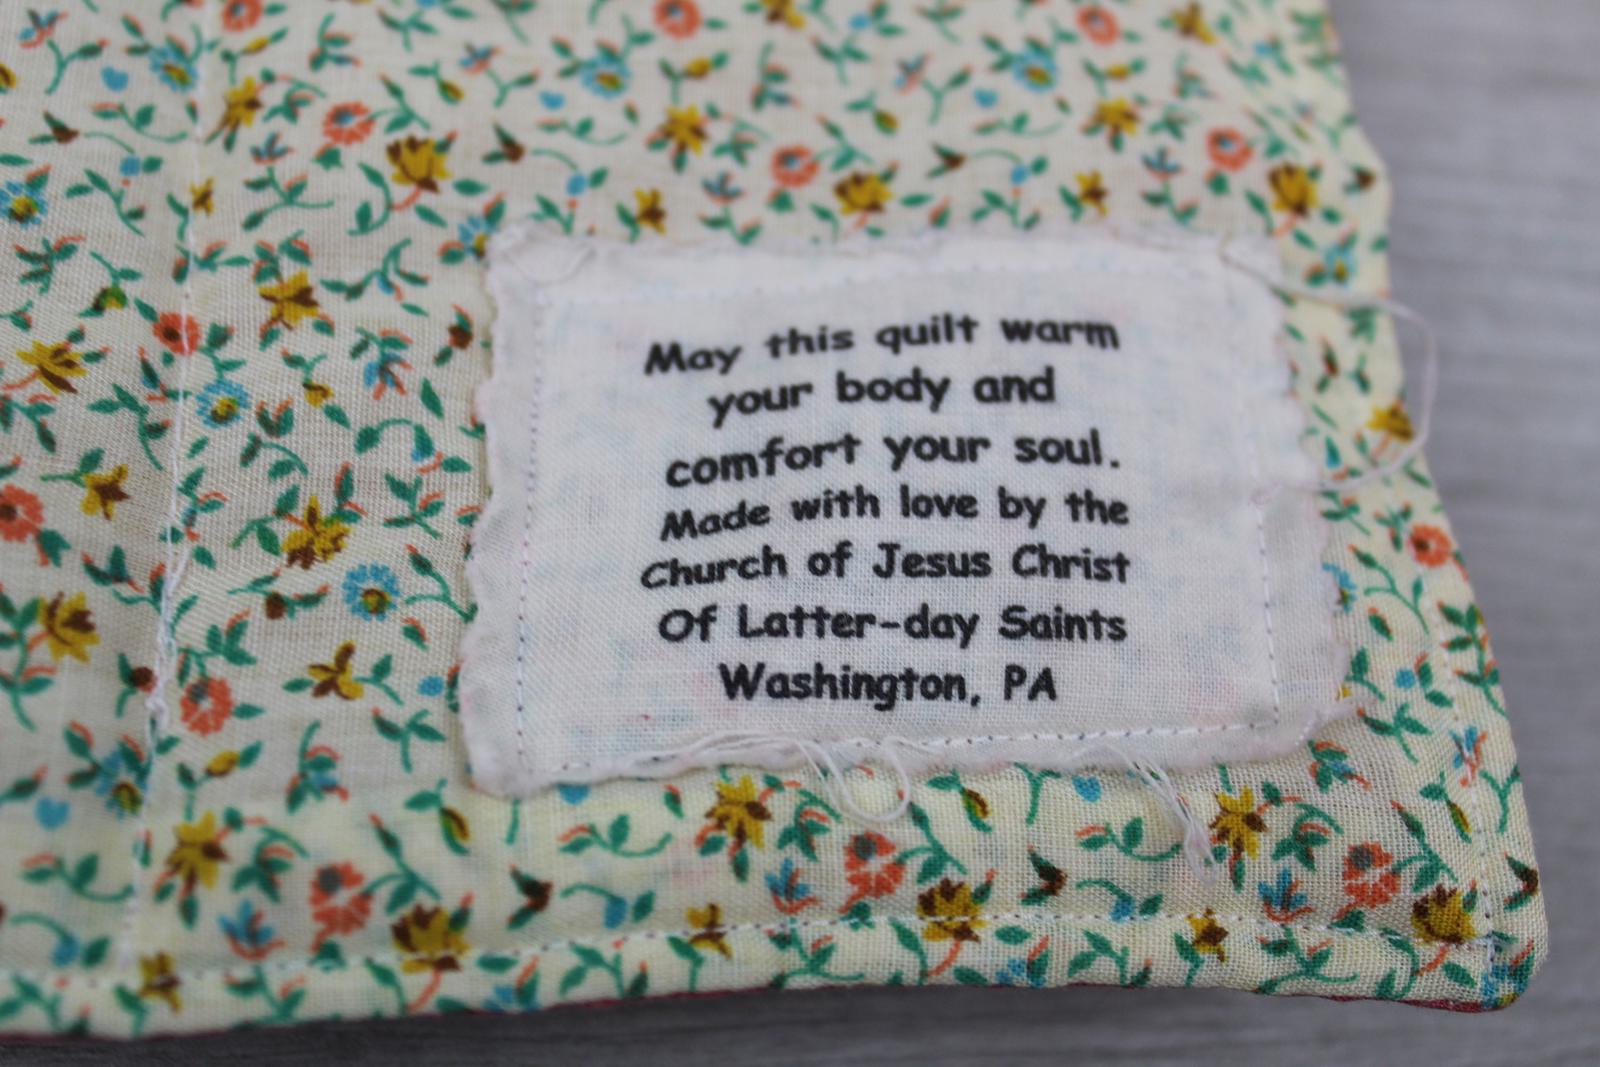 May this quilt warm
your body and
comfort your soul.
Made with love by the
Church of Jesus Christ
Of Latter-day Saints
Washington, PA